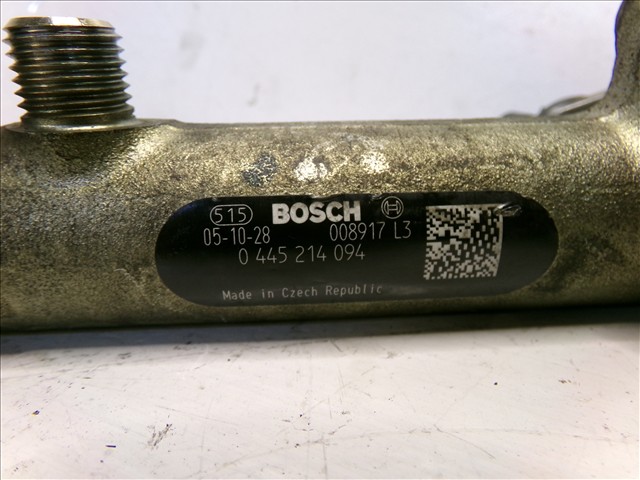 515 BOSCH
05-10-28 008917 L3
0 445 214 094
Made in Czech Republic